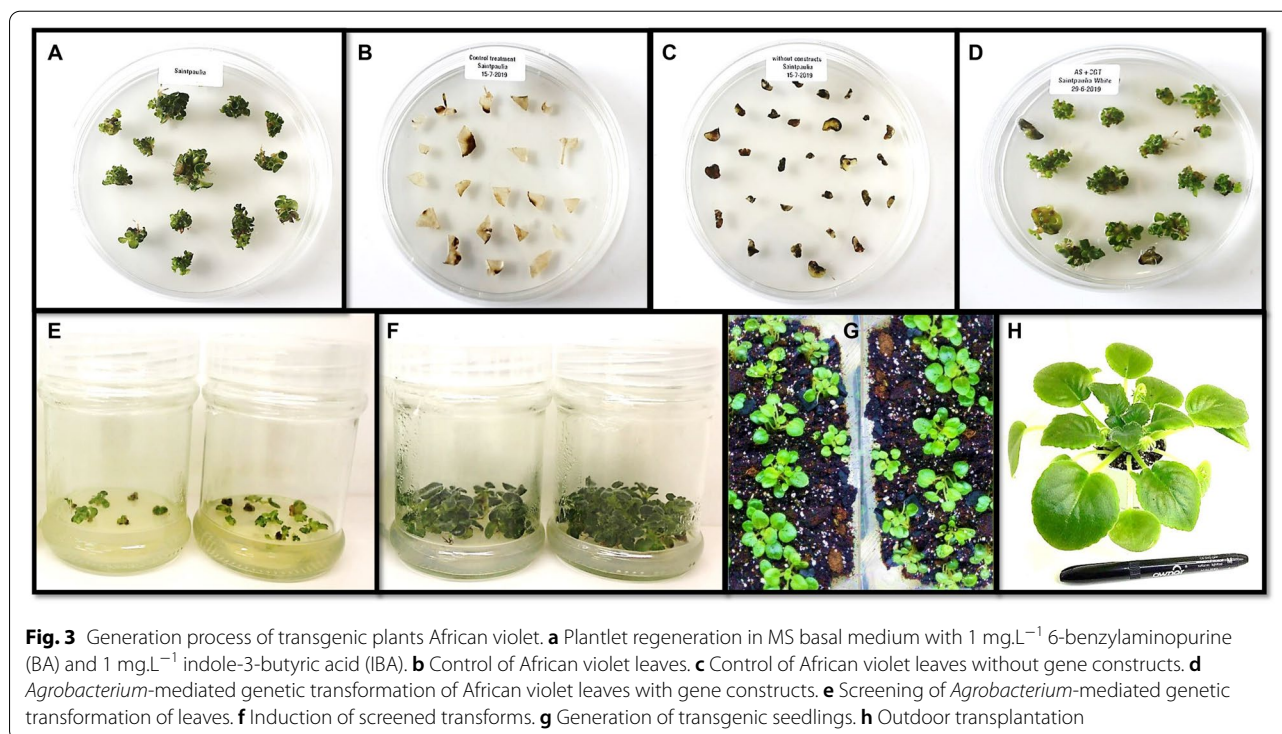 A
Saintpaulia
B
Control treatment
Saintpaulia
15-7-2019
C
without constructs
Saintpaulia
15-7-2019
D
AS + CGT
Saintpaulia White
29-6-2019
E
F
G
H
Fig. 3 Generation process of transgenic plants African violet. a Plantlet regeneration in MS basal medium with 1 mg.L⁻¹ 6-benzylaminopurine
(BA) and 1 mg.L⁻¹ indole-3-butyric acid (IBA). b Control of African violet leaves. c Control of African violet leaves without gene constructs. d
Agrobacterium-mediated genetic transformation of African violet leaves with gene constructs. e Screening of Agrobacterium-mediated genetic
transformation of leaves. f Induction of screened transforms. g Generation of transgenic seedlings. h Outdoor transplantation